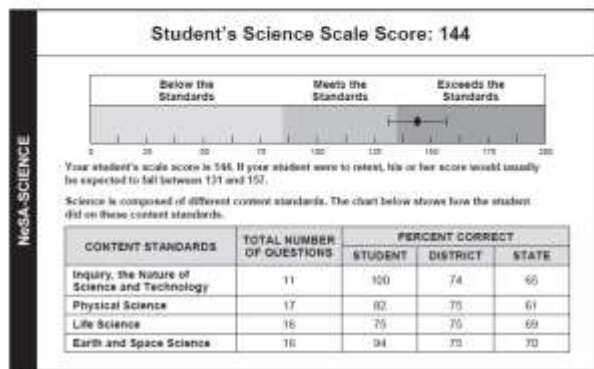 NeSA-SCIENCE
Student's Science Scale Score: 144
Below the Standards Meets the Standards Exceeds the Standards
0 25 50 75 100 125 150 175 200
Your student's scale score is 144. If your student were to retest, his or her score would usually
be expected to fall between 131 and 157.
Science is composed of different content standards. The chart below shows how the student
did on these content standards.
CONTENT STANDARDS TOTAL NUMBER OF QUESTIONS PERCENT CORRECT
STUDENT DISTRICT STATE
Inquiry, the Nature of
Science and Technology 11 100 74 65
Physical Science 17 82 75 61
Life Science 16 75 75 69
Earth and Space Science 16 94 75 70